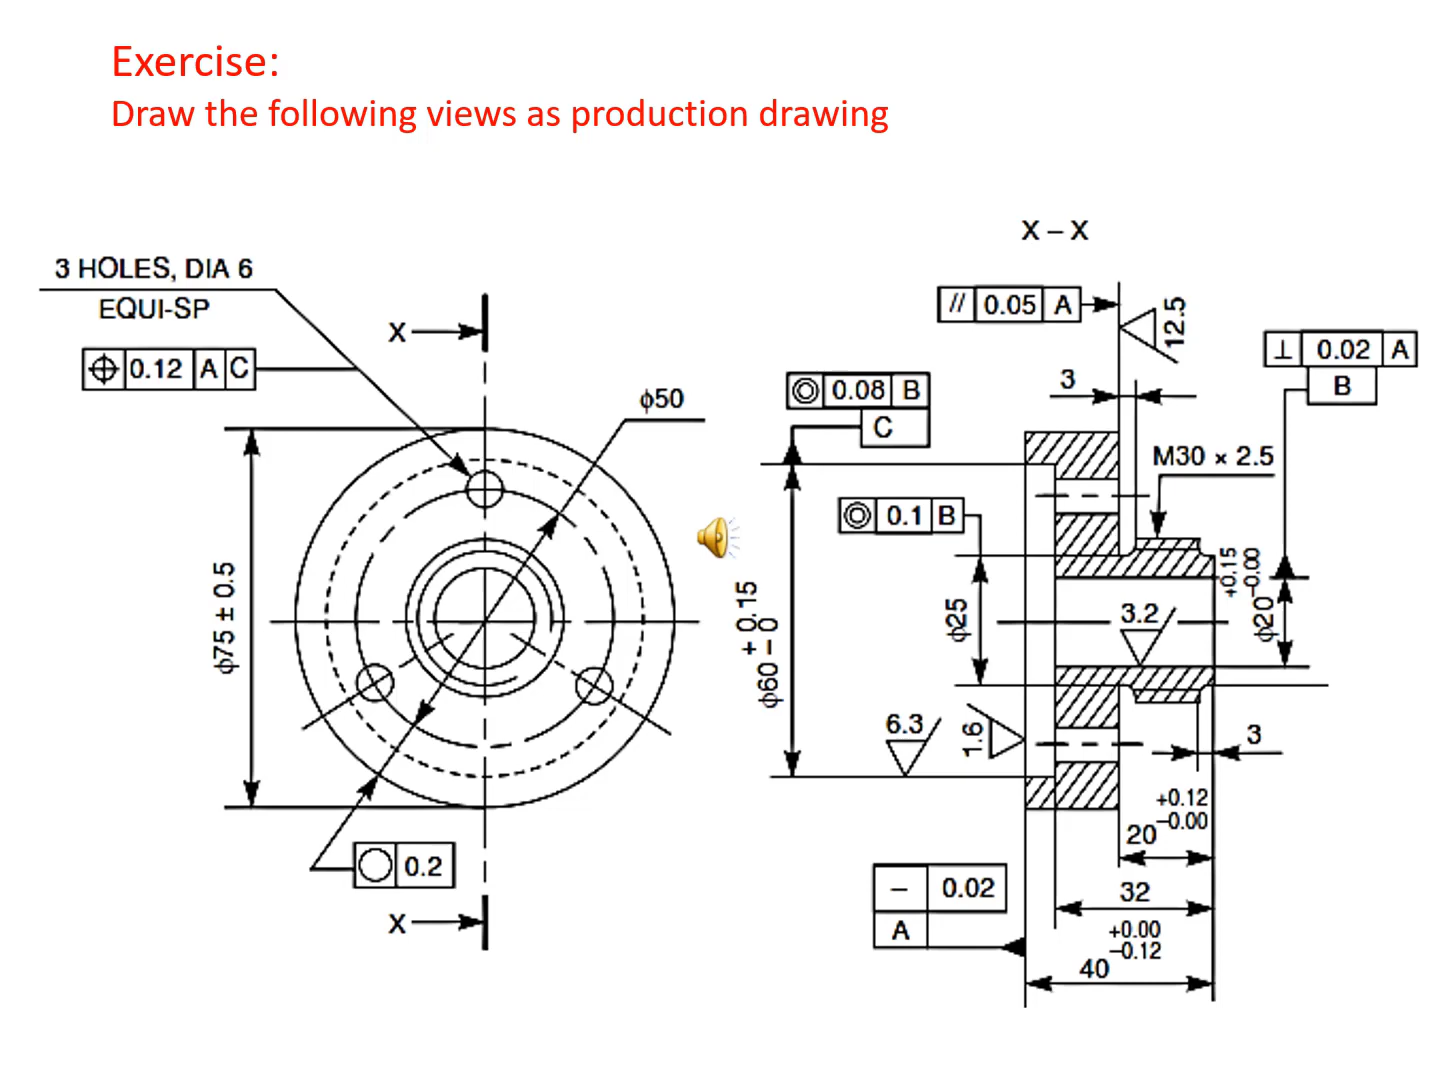 Exercise:
Draw the following views as production drawing
X – X
3 HOLES, DIA 6
EQUI-SP
⌖ 0.12 A C
X
ϕ50
ϕ75 ± 0.5
○ 0.2
X
// 0.05 A
12.5
⊥ 0.02 A
B
◎ 0.08 B
C
3
M30 × 2.5
◎ 0.1 B
ϕ60 +0.15 –0
ϕ25
3.2
ϕ20 +0.15 –0.00
6.3
1.6
3
20 +0.12 –0.00
– 0.02
A
32
40 +0.00 –0.12